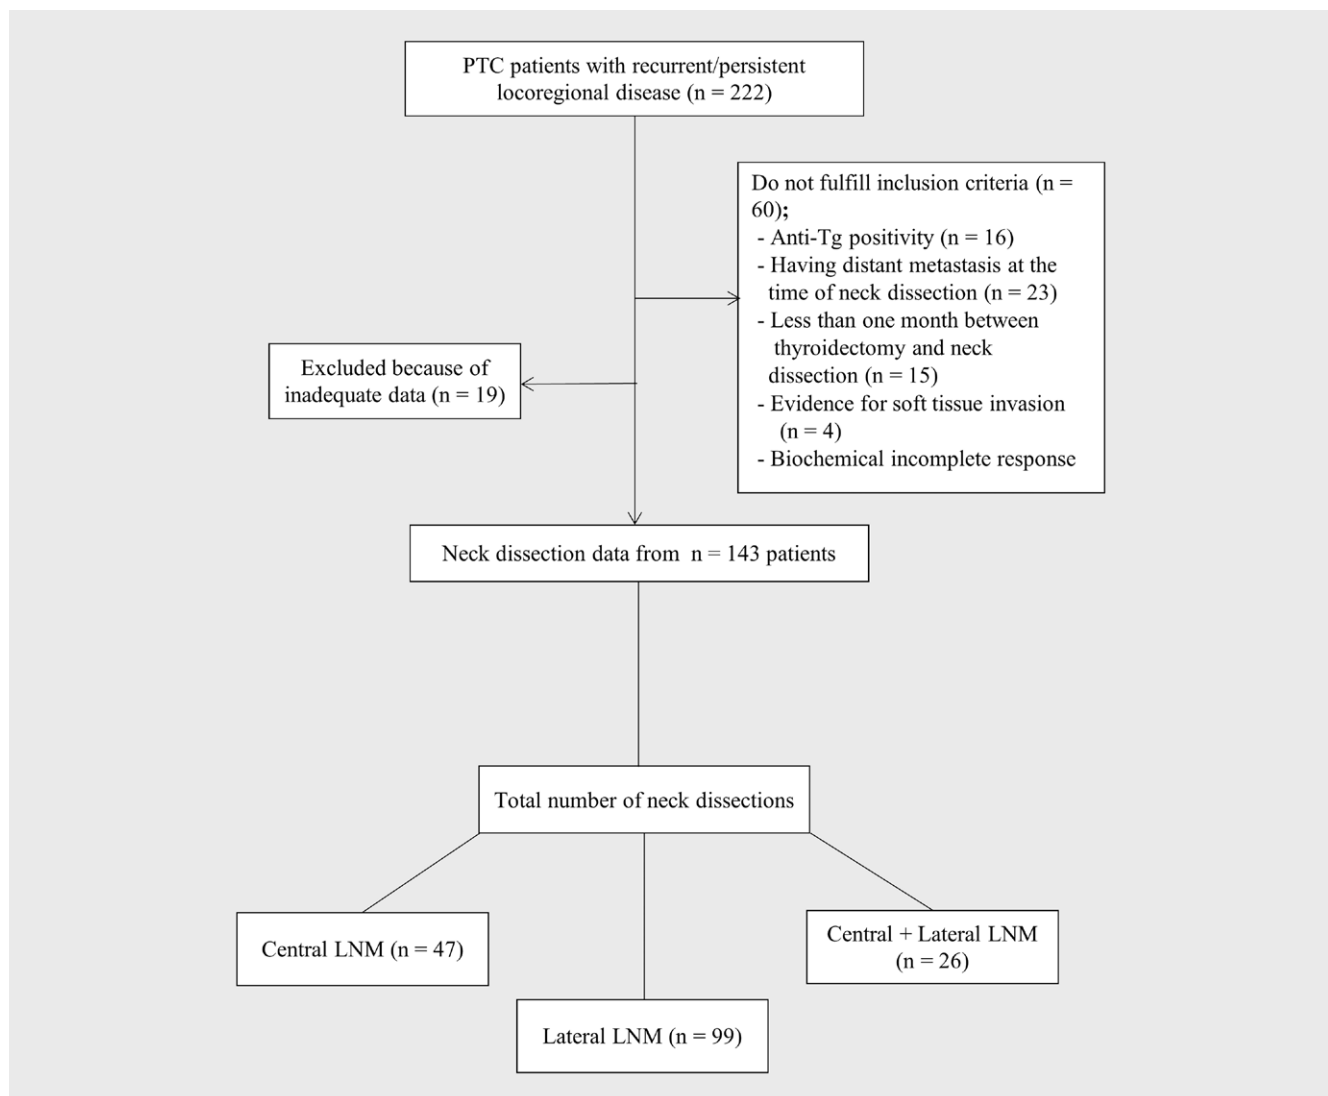 PTC patients with recurrent/persistent
locoregional disease (n = 222)
Do not fulfill inclusion criteria (n =
60);
- Anti-Tg positivity (n = 16)
- Having distant metastasis at the
time of neck dissection (n = 23)
- Less than one month between
thyroidectomy and neck
dissection (n = 15)
- Evidence for soft tissue invasion
(n = 4)
- Biochemical incomplete response
Excluded because of
inadequate data (n = 19)
Neck dissection data from n = 143 patients
Total number of neck dissections
Central LNM (n = 47)
Central + Lateral LNM
(n = 26)
Lateral LNM (n = 99)